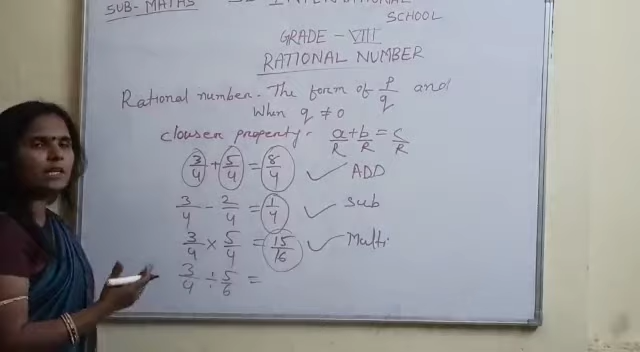 SUB- MATHS INTERNATIONAL
SCHOOL
GRADE - VIII
RATIONAL NUMBER
Rational number. The form of p/q and
When q ≠ 0
Clouser property. a/R + b/R = c/R
3/4 + 5/4 = 8/4 ✓ ADD
3/4 - 2/4 = 1/4 ✓ Sub
3/4 × 5/4 = 15/16 ✓ Multi
3/4 ÷ 5/6 =